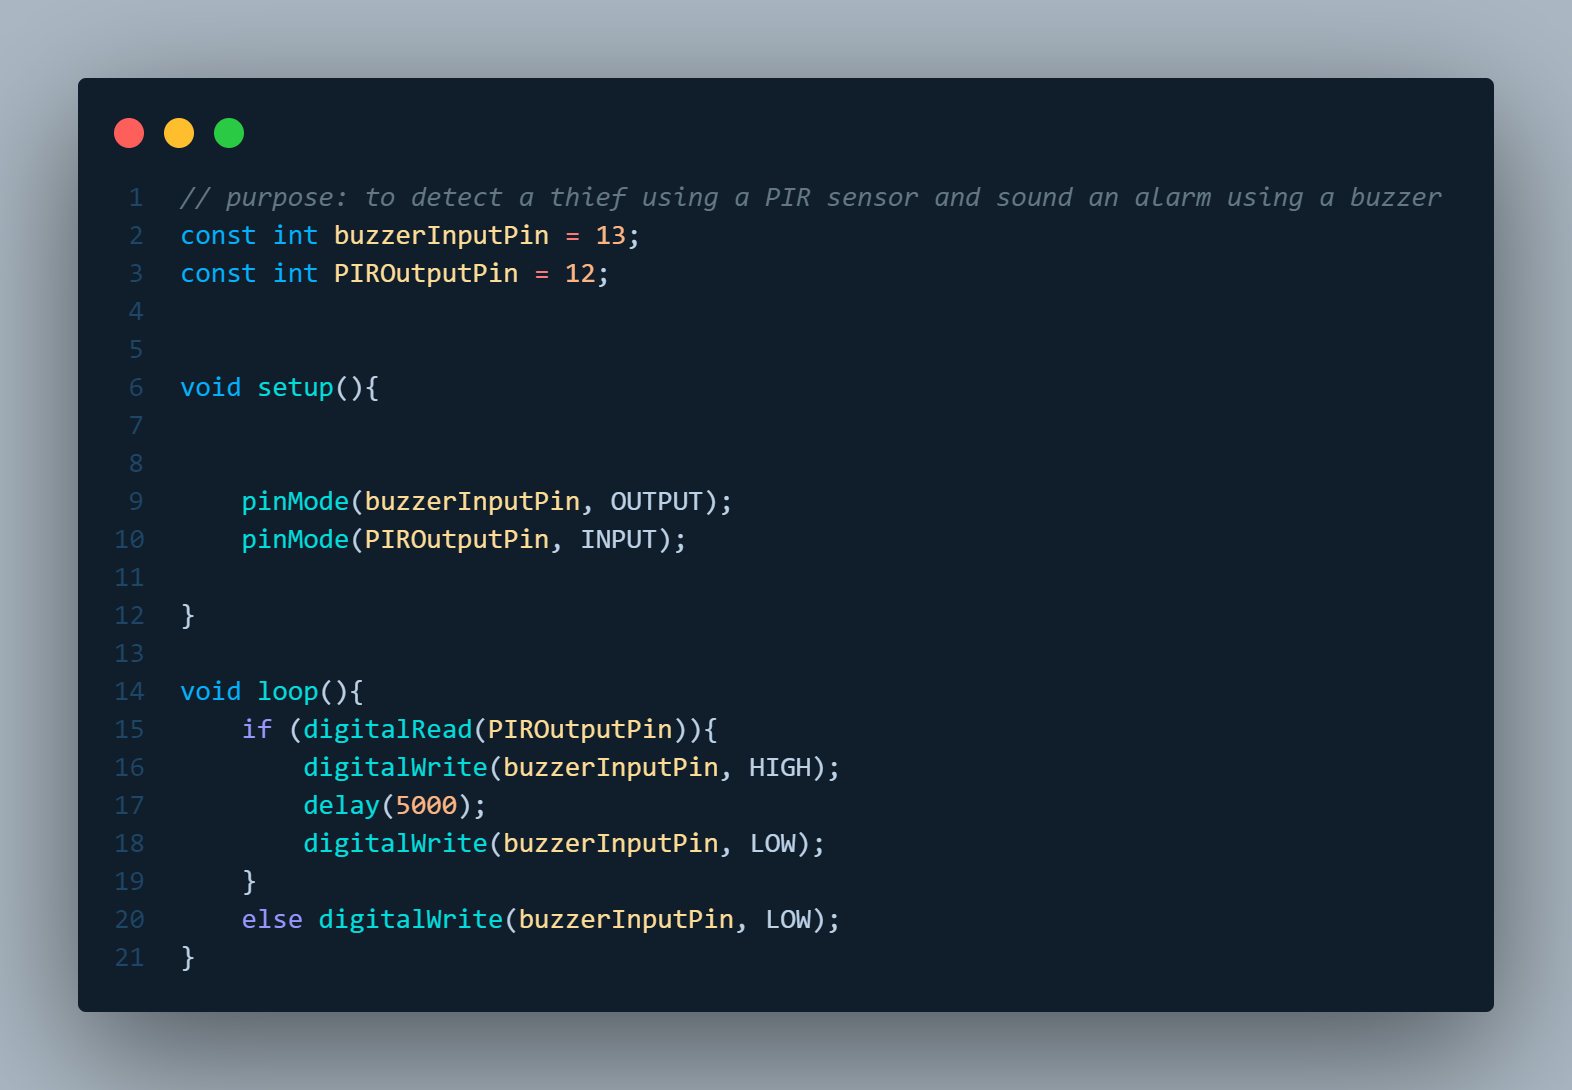 1 // purpose: to detect a thief using a PIR sensor and sound an alarm using a buzzer
2 const int buzzerInputPin = 13;
3 const int PIROutputPin = 12;
4
5
6 void setup(){
7
8
9     pinMode(buzzerInputPin, OUTPUT);
10     pinMode(PIROutputPin, INPUT);
11
12 }
13
14 void loop(){
15     if (digitalRead(PIROutputPin)){
16         digitalWrite(buzzerInputPin, HIGH);
17         delay(5000);
18         digitalWrite(buzzerInputPin, LOW);
19     }
20     else digitalWrite(buzzerInputPin, LOW);
21 }